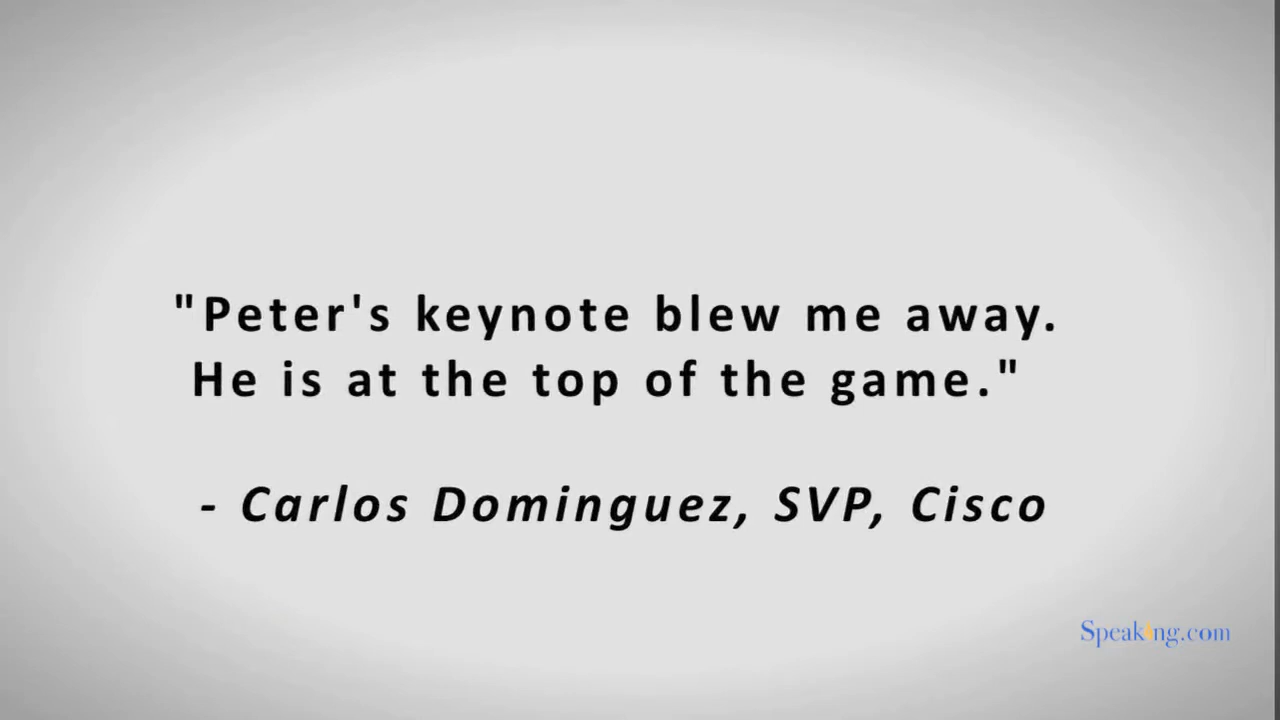 "Peter's keynote blew me away.
He is at the top of the game."
- Carlos Dominguez, SVP, Cisco
Speaking.com